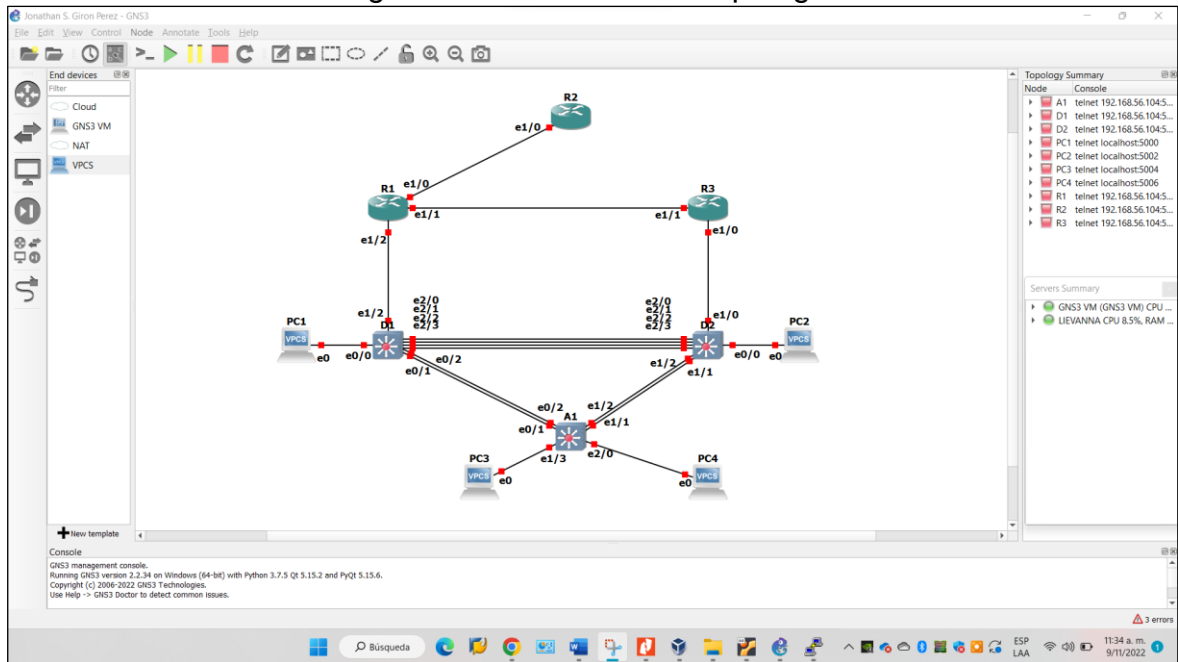 Jonathan S. Giron Perez - GNS3
File Edit View Control Node Annotate Tools Help
End devices
Filter
Cloud
GNS3 VM
NAT
VPCS
New template
R2
e1/0
R1
e1/0
e1/1
e1/2
R3
e1/1
e1/0
e2/0
e2/1
e2/2
e2/3
e2/0
e2/1
e2/2
e2/3
PC1
VPCS
e0
e0/0
e1/2
D1
e0/2
e0/1
e1/0
D2
e1/2
e1/1
e0/0
e0
PC2
VPCS
e0/2
e0/1
A1
e1/2
e1/1
e1/3
e2/0
PC3
VPCS
e0
PC4
VPCS
e0
Topology Summary
Node Console
A1 telnet 192.168.56.104:5...
D1 telnet 192.168.56.104:5...
D2 telnet 192.168.56.104:5...
PC1 telnet localhost:5000
PC2 telnet localhost:5002
PC3 telnet localhost:5004
PC4 telnet localhost:5006
R1 telnet 192.168.56.104:5...
R2 telnet 192.168.56.104:5...
R3 telnet 192.168.56.104:5...
Servers Summary
GNS3 VM (GNS3 VM) CPU ...
LIEVANNA CPU 8.5%, RAM ...
Console
GNS3 management console.
Running GNS3 version 2.2.34 on Windows (64-bit) with Python 3.7.5 Qt 5.15.2 and PyQt 5.15.6.
Copyright (c) 2006-2022 GNS3 Technologies.
Use Help -> GNS3 Doctor to detect common issues.
3 errors
Búsqueda
ESP
LAA
11:34 a. m.
9/11/2022
1